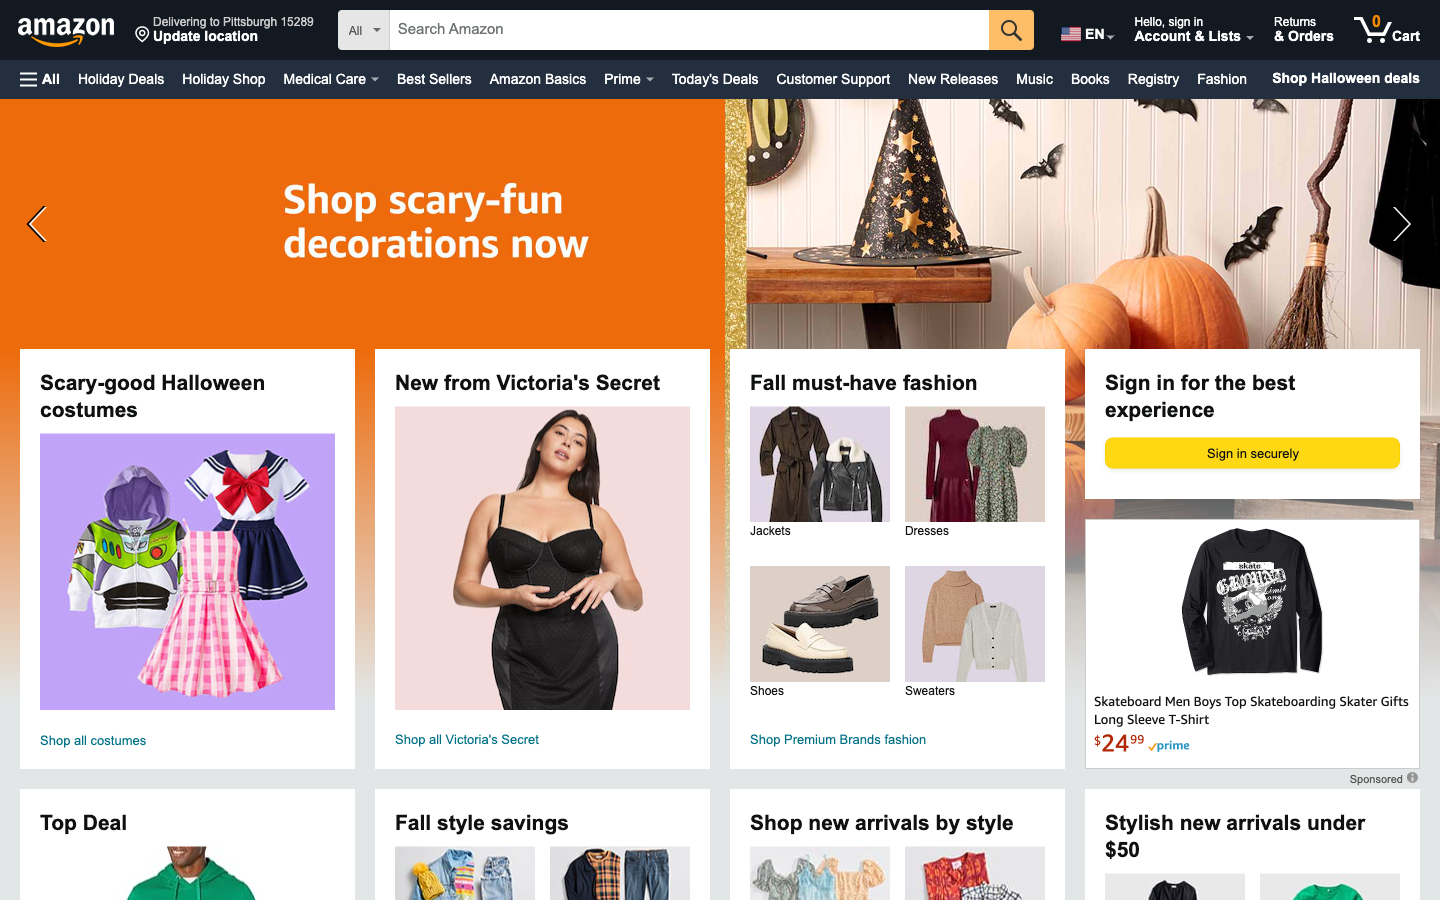 amazon
Delivering to Pittsburgh 15289
Update location
All
Search Amazon
EN
Hello, sign in
Account & Lists
Returns
& Orders
0
Cart
All
Holiday Deals
Holiday Shop
Medical Care
Best Sellers
Amazon Basics
Prime
Today's Deals
Customer Support
New Releases
Music
Books
Registry
Fashion
Shop Halloween deals
Shop scary-fun
decorations now
Scary-good Halloween
costumes
Shop all costumes
New from Victoria's Secret
Shop all Victoria's Secret
Fall must-have fashion
Jackets
Dresses
Shoes
Sweaters
Shop Premium Brands fashion
Sign in for the best
experience
Sign in securely
skate
GROUND
Skateboard Men Boys Top Skateboarding Skater Gifts
Long Sleeve T-Shirt
$24 99
prime
Sponsored
Top Deal
Fall style savings
Shop new arrivals by style
Stylish new arrivals under
$50